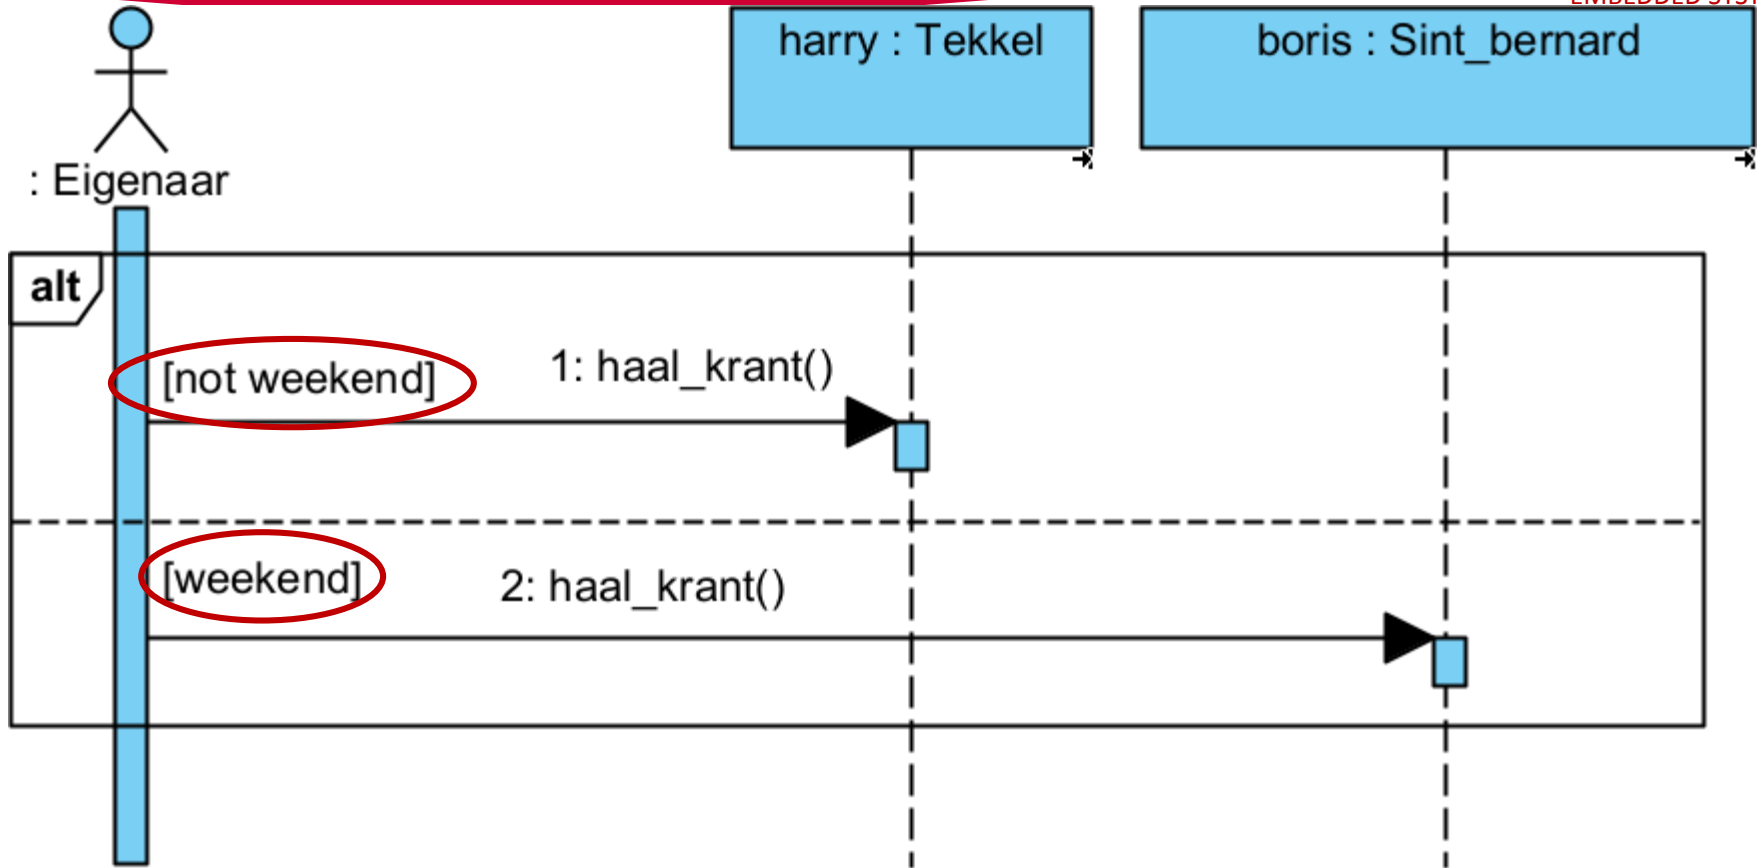 harry : Tekkel
boris : Sint_bernard
: Eigenaar
alt
[not weekend]
1: haal_krant()
[weekend]
2: haal_krant()